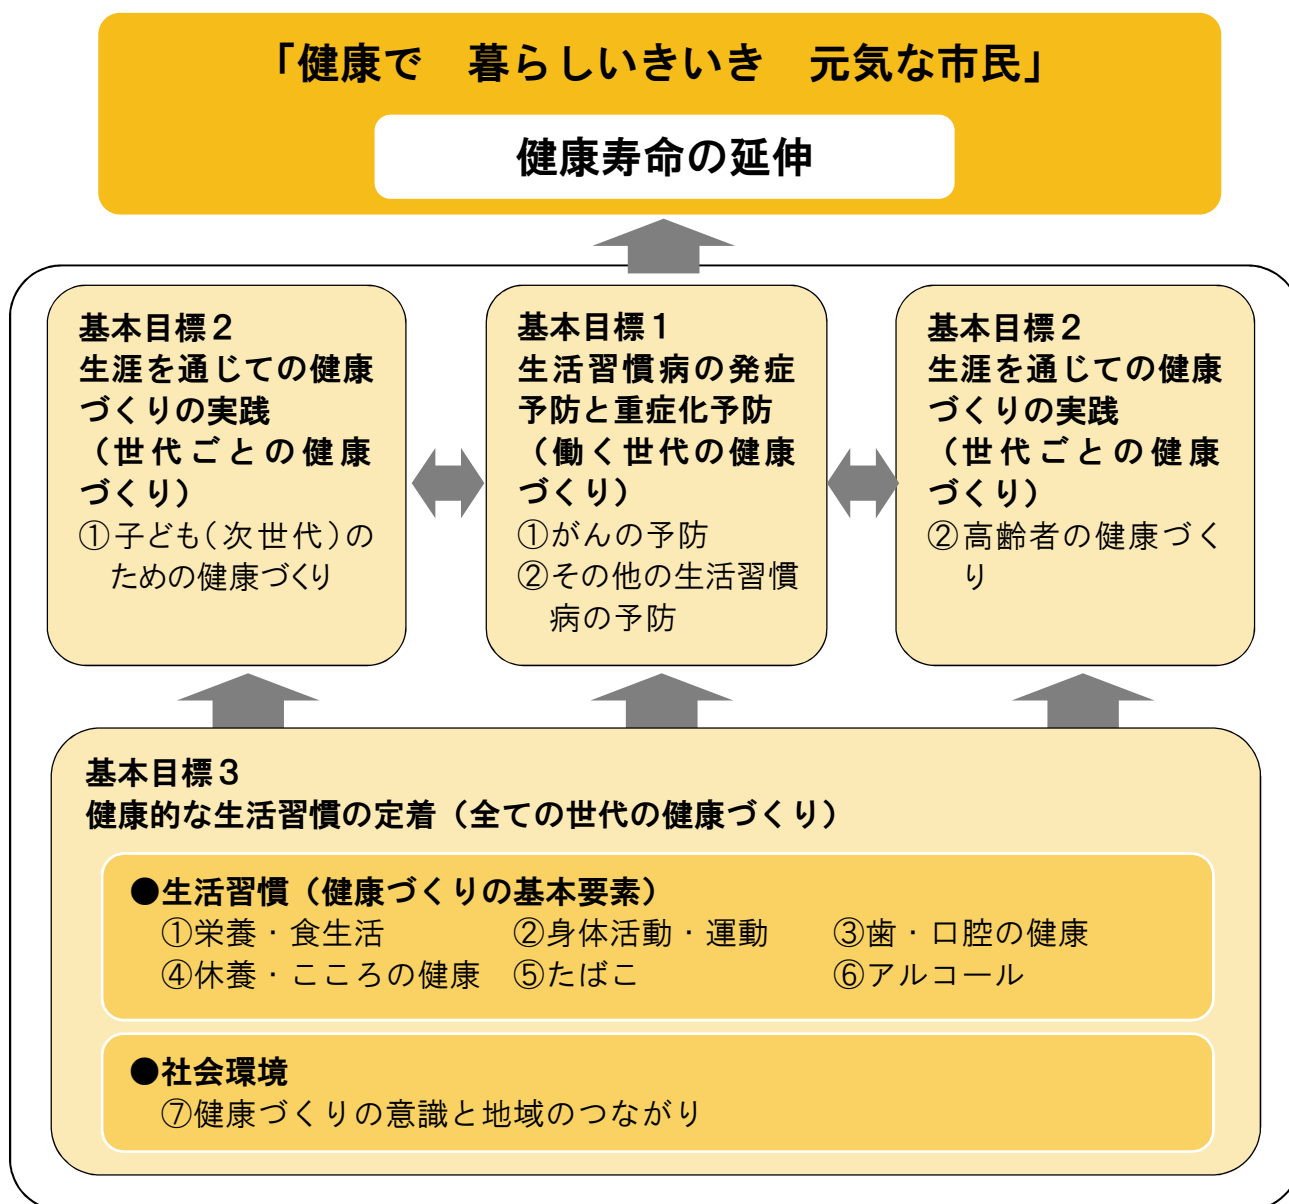 「健康で　暮らしいきいき　元気な市民」
健康寿命の延伸
基本目標２
生涯を通じての健康
づくりの実践
（世代ごとの健康
づくり）
①子ども（次世代）の
ための健康づくり
基本目標１
生活習慣病の発症
予防と重症化予防
（働く世代の健康
づくり）
①がんの予防
②その他の生活習慣
病の予防
基本目標２
生涯を通じての健康
づくりの実践
（世代ごとの健康
づくり）
②高齢者の健康づく
り
基本目標３
健康的な生活習慣の定着（全ての世代の健康づくり）
●生活習慣（健康づくりの基本要素）
①栄養・食生活　②身体活動・運動　③歯・口腔の健康
④休養・こころの健康　⑤たばこ　⑥アルコール
●社会環境
⑦健康づくりの意識と地域のつながり